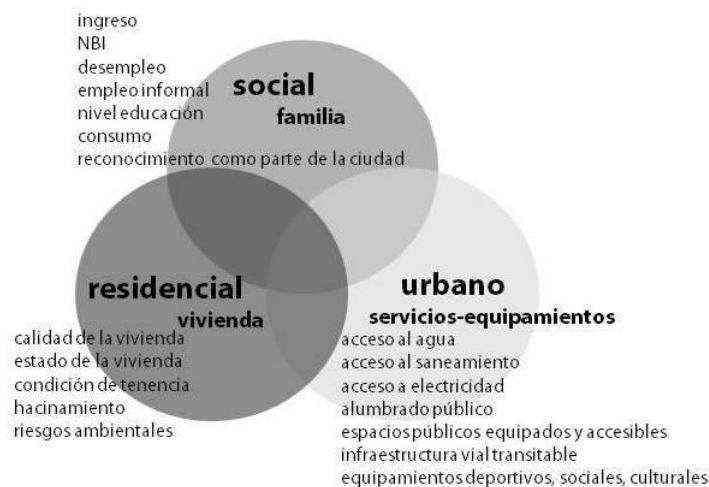 ingreso
NBI
desempleo
empleo informal
nivel educación
consumo
reconocimiento como parte de la ciudad
social
familia
residencial
vivienda
calidad de la vivienda
estado de la vivienda
condición de tenencia
hacinamiento
riesgos ambientales
urbano
servicios-equipamientos
acceso al agua
acceso al saneamiento
acceso a electricidad
alumbrado público
espacios públicos equipados y accesibles
infraestructura vial transitable
equipamientos deportivos, sociales, culturales